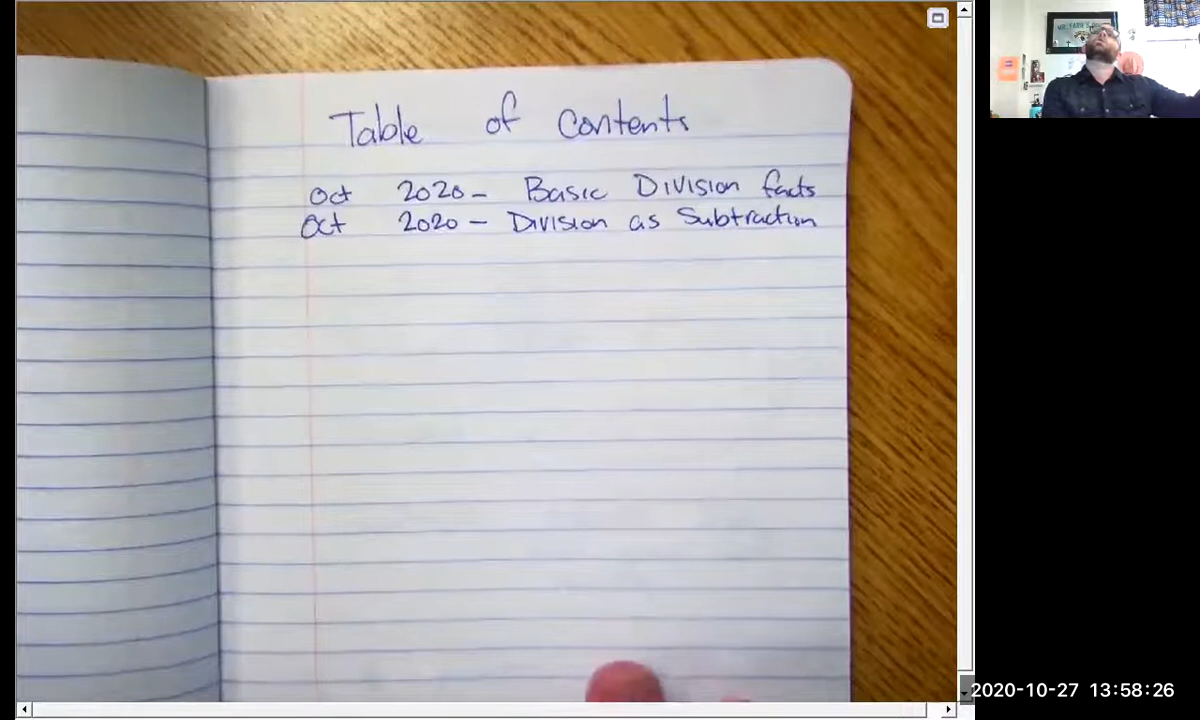 Table of Contents
Oct 2020 - Basic Division facts
Oct 2020 - Division as Subtraction
2020-10-27 13:58:26